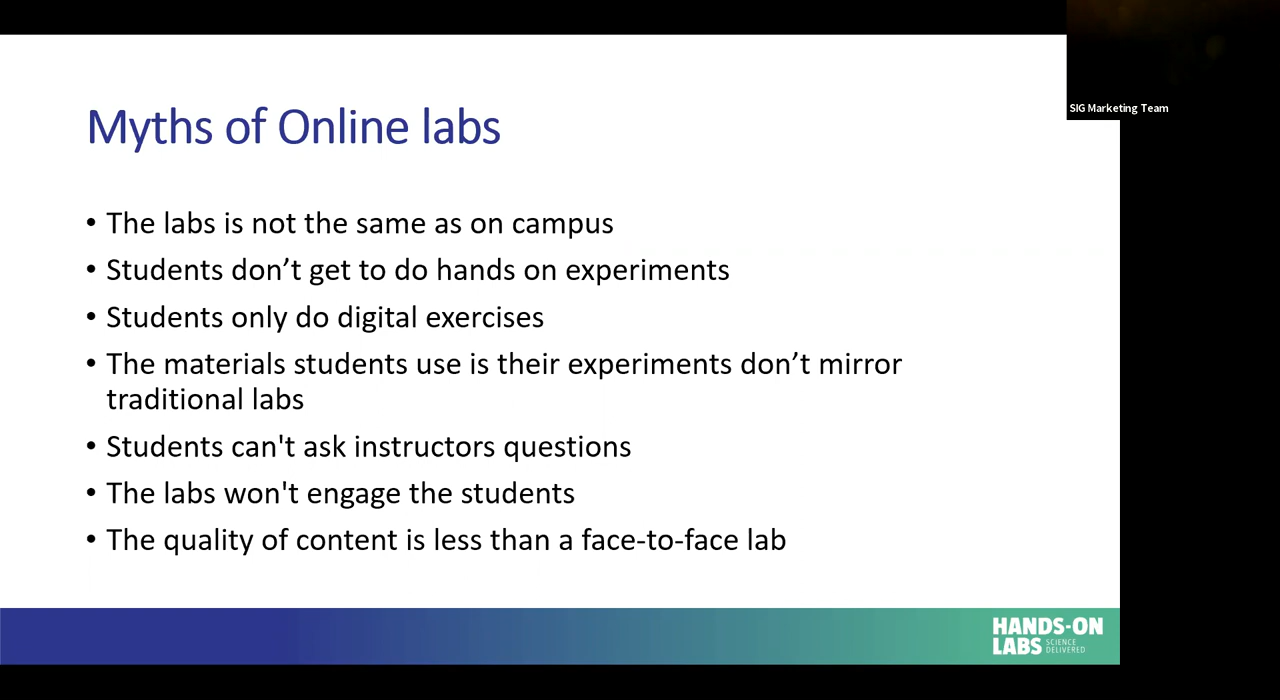 SIG Marketing Team
Myths of Online labs
• The labs is not the same as on campus
• Students don’t get to do hands on experiments
• Students only do digital exercises
• The materials students use is their experiments don’t mirror
traditional labs
• Students can't ask instructors questions
• The labs won't engage the students
• The quality of content is less than a face-to-face lab
HANDS-ON
LABS SCIENCE
DELIVERED